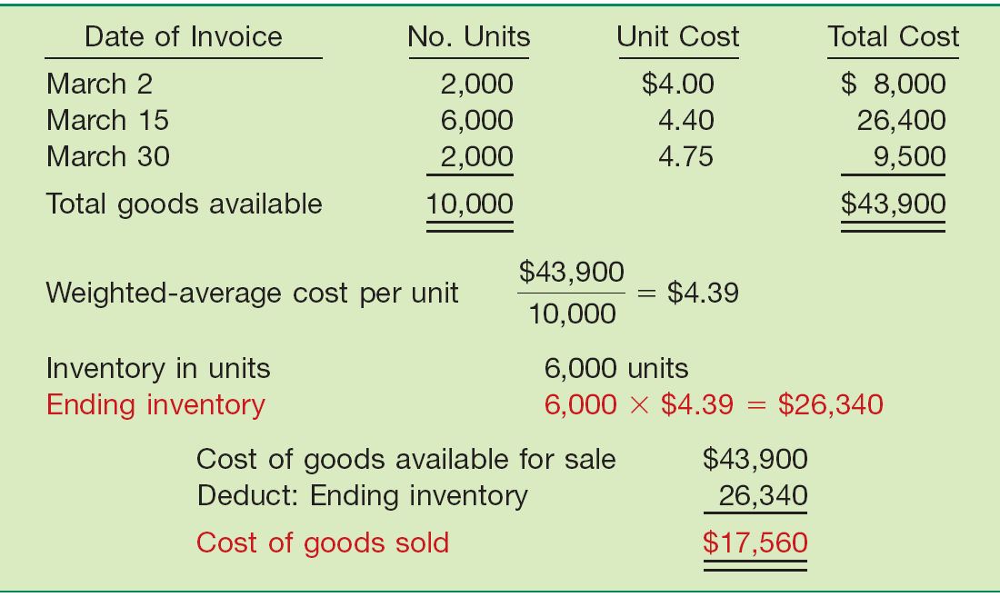 Date of Invoice No. Units Unit Cost Total Cost
March 2 2,000 $4.00 $ 8,000
March 15 6,000 4.40 26,400
March 30 2,000 4.75 9,500
Total goods available 10,000 $43,900
Weighted-average cost per unit $43,900 / 10,000 = $4.39
Inventory in units 6,000 units
Ending inventory 6,000 × $4.39 = $26,340
Cost of goods available for sale $43,900
Deduct: Ending inventory 26,340
Cost of goods sold $17,560